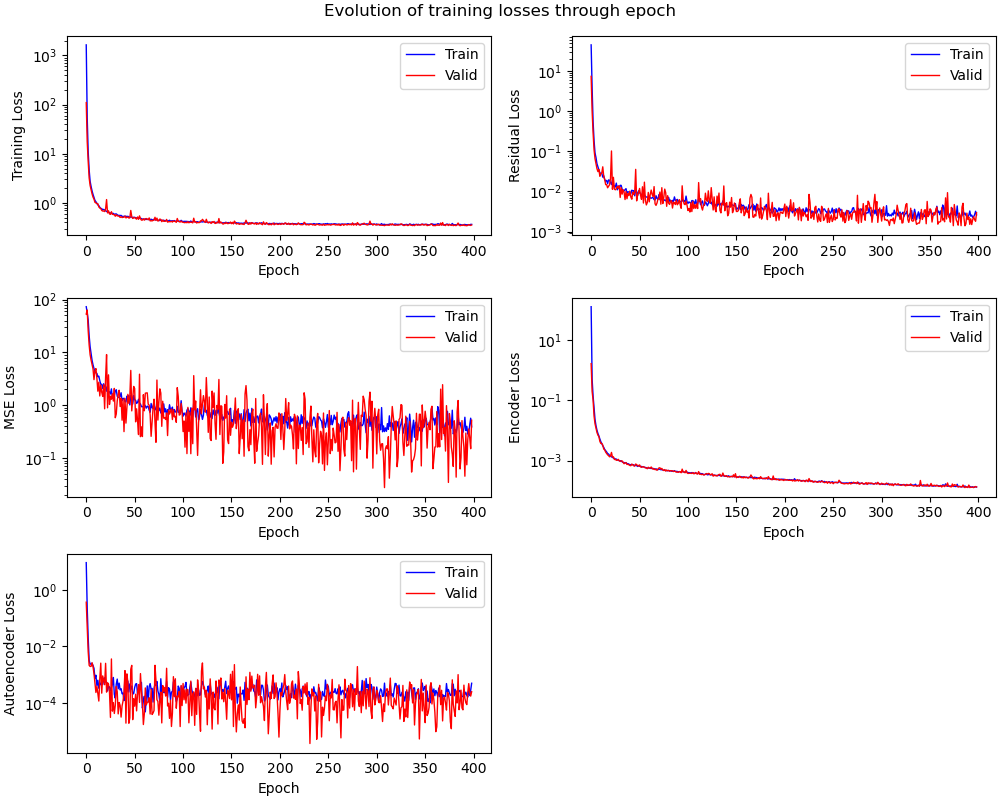 Evolution of training losses through epoch
Training Loss
10^3
10^2
10^1
10^0
Train
Valid
0 50 100 150 200 250 300 350 400
Epoch
Residual Loss
10^1
10^0
10^−1
10^−2
10^−3
Train
Valid
0 50 100 150 200 250 300 350 400
Epoch
MSE Loss
10^2
10^1
10^0
10^−1
Train
Valid
0 50 100 150 200 250 300 350 400
Epoch
Encoder Loss
10^1
10^−1
10^−3
Train
Valid
0 50 100 150 200 250 300 350 400
Epoch
Autoencoder Loss
10^0
10^−2
10^−4
Train
Valid
0 50 100 150 200 250 300 350 400
Epoch